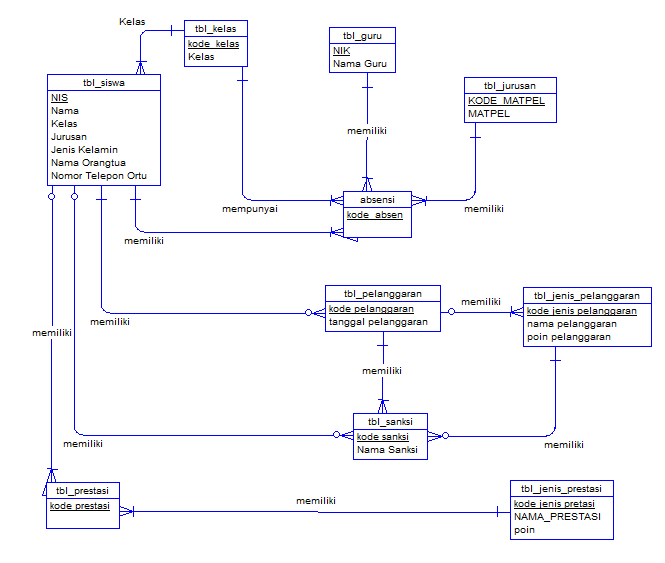 Kelas
tbl_kelas
kode_kelas
Kelas
tbl_guru
NIK
Nama Guru
tbl_jurusan
KODE_MATPEL
MATPEL
tbl_siswa
NIS
Nama
Kelas
Jurusan
Jenis Kelamin
Nama Orangtua
Nomor Telepon Ortu
memiliki
absensi
kode_absen
mempunyai
memiliki
memiliki
tbl_pelanggaran
kode pelanggaran
tanggal pelanggaran
memiliki
tbl_jenis_pelanggaran
kode jenis pelanggaran
nama pelanggaran
poin pelanggaran
memiliki
memiliki
memiliki
tbl_sanksi
kode sanksi
Nama Sanksi
memiliki
memiliki
tbl_prestasi
kode prestasi
memiliki
tbl_jenis_prestasi
kode jenis pretasi
NAMA_PRESTASI
poin